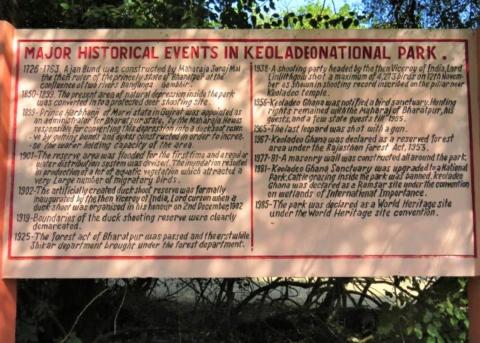 MAJOR HISTORICAL EVENTS IN KEOLADEONATIONAL PARK.
1726-1763 Ajan Bund was constructed by Maharaja Suraj Mal
the then ruler of the princely state of Bharatpur at the
confluence of two rivers Banganga Gambhir.
1850-1899 The present area of natural depression inside the park
was converted in to a protected deer shooting site.
1899-Prince Harbhanji of Morvi state in Gujrat was appointed as
an administrator for Bharatpur state, by the Maharaja. He was
responsible for converting this depression into a duck shoot reserv-
ve by putting bunds and dykes constructed in order to increa-
se the water holding capacity of the area.
1901-The reserve area was flooded for the first time and a regular
water distribution system was created. The inundation resulted
in production of a lot of aquatic vegetation which attracted a
very large number of migratory birds.
1902-The artificially created duck shoot reserve was formally
inaugurated by the then Viceroy of India, Lord Curzon when a
duck shoot was organised in his honour on 2nd December, 1902
1919-Boundaries of the duck shooting reserve were clearly
demarcated.
1925-The forest act of Bharatpur was passed and the erstwhile
Shikar department brought under the forest department.
1938-A shooting party headed by the then Viceroy of India, Lord
Linlithgow shot a maximum of 4,273 birds on 12th Novem-
ber as shown in shooting record inscribed on the pillar near
Keoladeo temple.
1956-Keoladeo Ghana was notified a bird sanctuary. Hunting
rights remained with the Maharaja of Bharatpur, his
guests, and a few state guests till
1965-The last leopard was shot with a gun.
1967-Keoladeo Ghana was declared as a reserved forest
area under the Rajasthan Forest Act, 1953.
1977-81-A masonry wall was constructed all around the park.
1981-Keoladeo Ghana Sanctuary was upgraded to a National
Park, Cattle grazing inside the park was banned. Keoladeo
Ghana was declared as a Ramsar site under the convention
on wetlands of International Importance.
1985-The park was declared as a World Heritage site
under the World Heritage site convention.